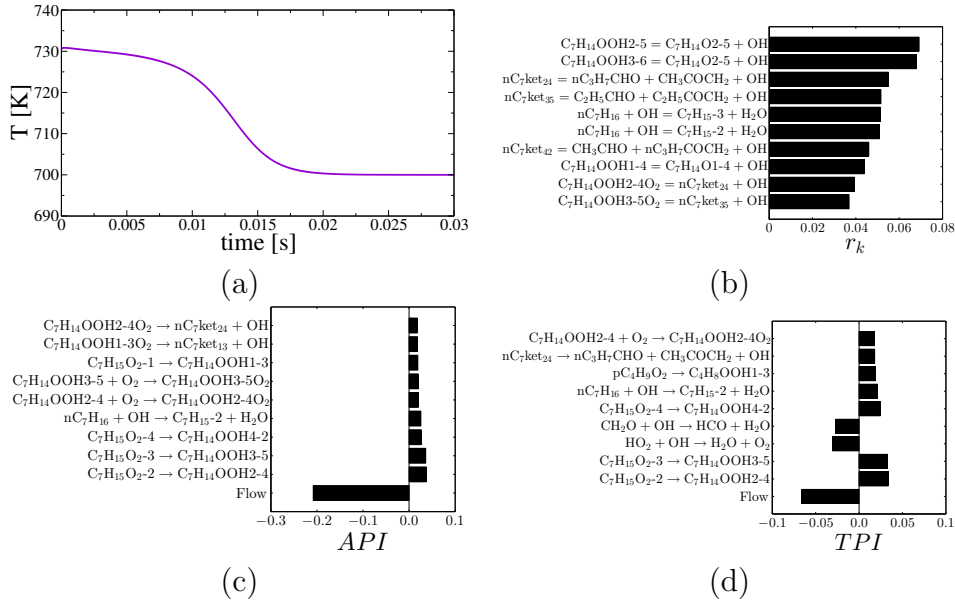 740
730
720
710
700
690
T [K]
0
0.005
0.01
0.015
0.02
0.025
0.03
time [s]
(a)
C₇H₁₄OOH2-5 = C₇H₁₄O2-5 + OH
C₇H₁₄OOH3-6 = C₇H₁₄O2-5 + OH
nC₇ket₂₄ = nC₃H₇CHO + CH₃COCH₂ + OH
nC₇ket₃₅ = C₂H₅CHO + C₂H₅COCH₂ + OH
nC₇H₁₆ + OH = C₇H₁₅-3 + H₂O
nC₇H₁₆ + OH = C₇H₁₅-2 + H₂O
nC₇ket₄₂ = CH₃CHO + nC₃H₇COCH₂ + OH
C₇H₁₄OOH1-4 = C₇H₁₄O1-4 + OH
C₇H₁₄OOH2-4O₂ = nC₇ket₂₄ + OH
C₇H₁₄OOH3-5O₂ = nC₇ket₃₅ + OH
0 0.02 0.04 0.06 0.08
rₖ
(b)
C₇H₁₄OOH2-4O₂ → nC₇ket₂₄ + OH
C₇H₁₄OOH1-3O₂ → nC₇ket₁₃ + OH
C₇H₁₅O₂-1 → C₇H₁₄OOH1-3
C₇H₁₄OOH3-5 + O₂ → C₇H₁₄OOH3-5O₂
C₇H₁₄OOH2-4 + O₂ → C₇H₁₄OOH2-4O₂
nC₇H₁₆ + OH → C₇H₁₅-2 + H₂O
C₇H₁₅O₂-4 → C₇H₁₄OOH4-2
C₇H₁₅O₂-3 → C₇H₁₄OOH3-5
C₇H₁₅O₂-2 → C₇H₁₄OOH2-4
Flow
−0.3 −0.2 −0.1 0.0 0.1
API
(c)
C₇H₁₄OOH2-4 + O₂ → C₇H₁₄OOH2-4O₂
nC₇ket₂₄ → nC₃H₇CHO + CH₃COCH₂ + OH
pC₄H₉O₂ → C₄H₈OOH1-3
nC₇H₁₆ + OH → C₇H₁₅-2 + H₂O
C₇H₁₅O₂-4 → C₇H₁₄OOH4-2
CH₂O + OH → HCO + H₂O
HO₂ + OH → H₂O + O₂
C₇H₁₅O₂-3 → C₇H₁₄OOH3-5
C₇H₁₅O₂-2 → C₇H₁₄OOH2-4
Flow
−0.1 −0.05 0.0 0.05 0.1
TPI
(d)